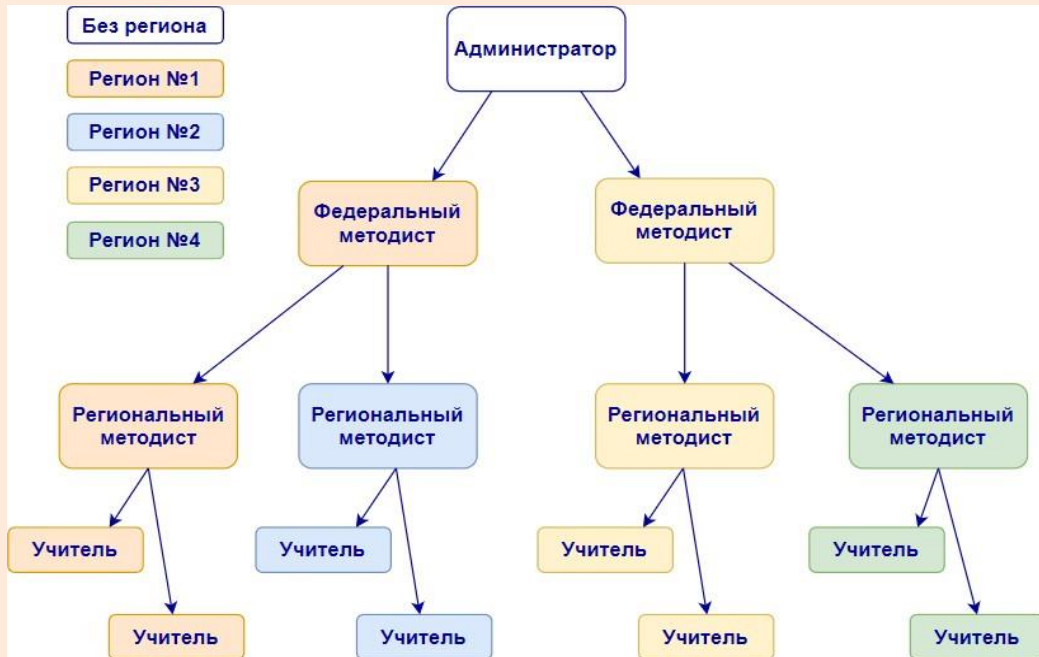 Без региона
Регион №1
Регион №2
Регион №3
Регион №4
Администратор
Федеральный
методист
Федеральный
методист
Региональный
методист
Региональный
методист
Региональный
методист
Региональный
методист
Учитель
Учитель
Учитель
Учитель
Учитель
Учитель
Учитель
Учитель